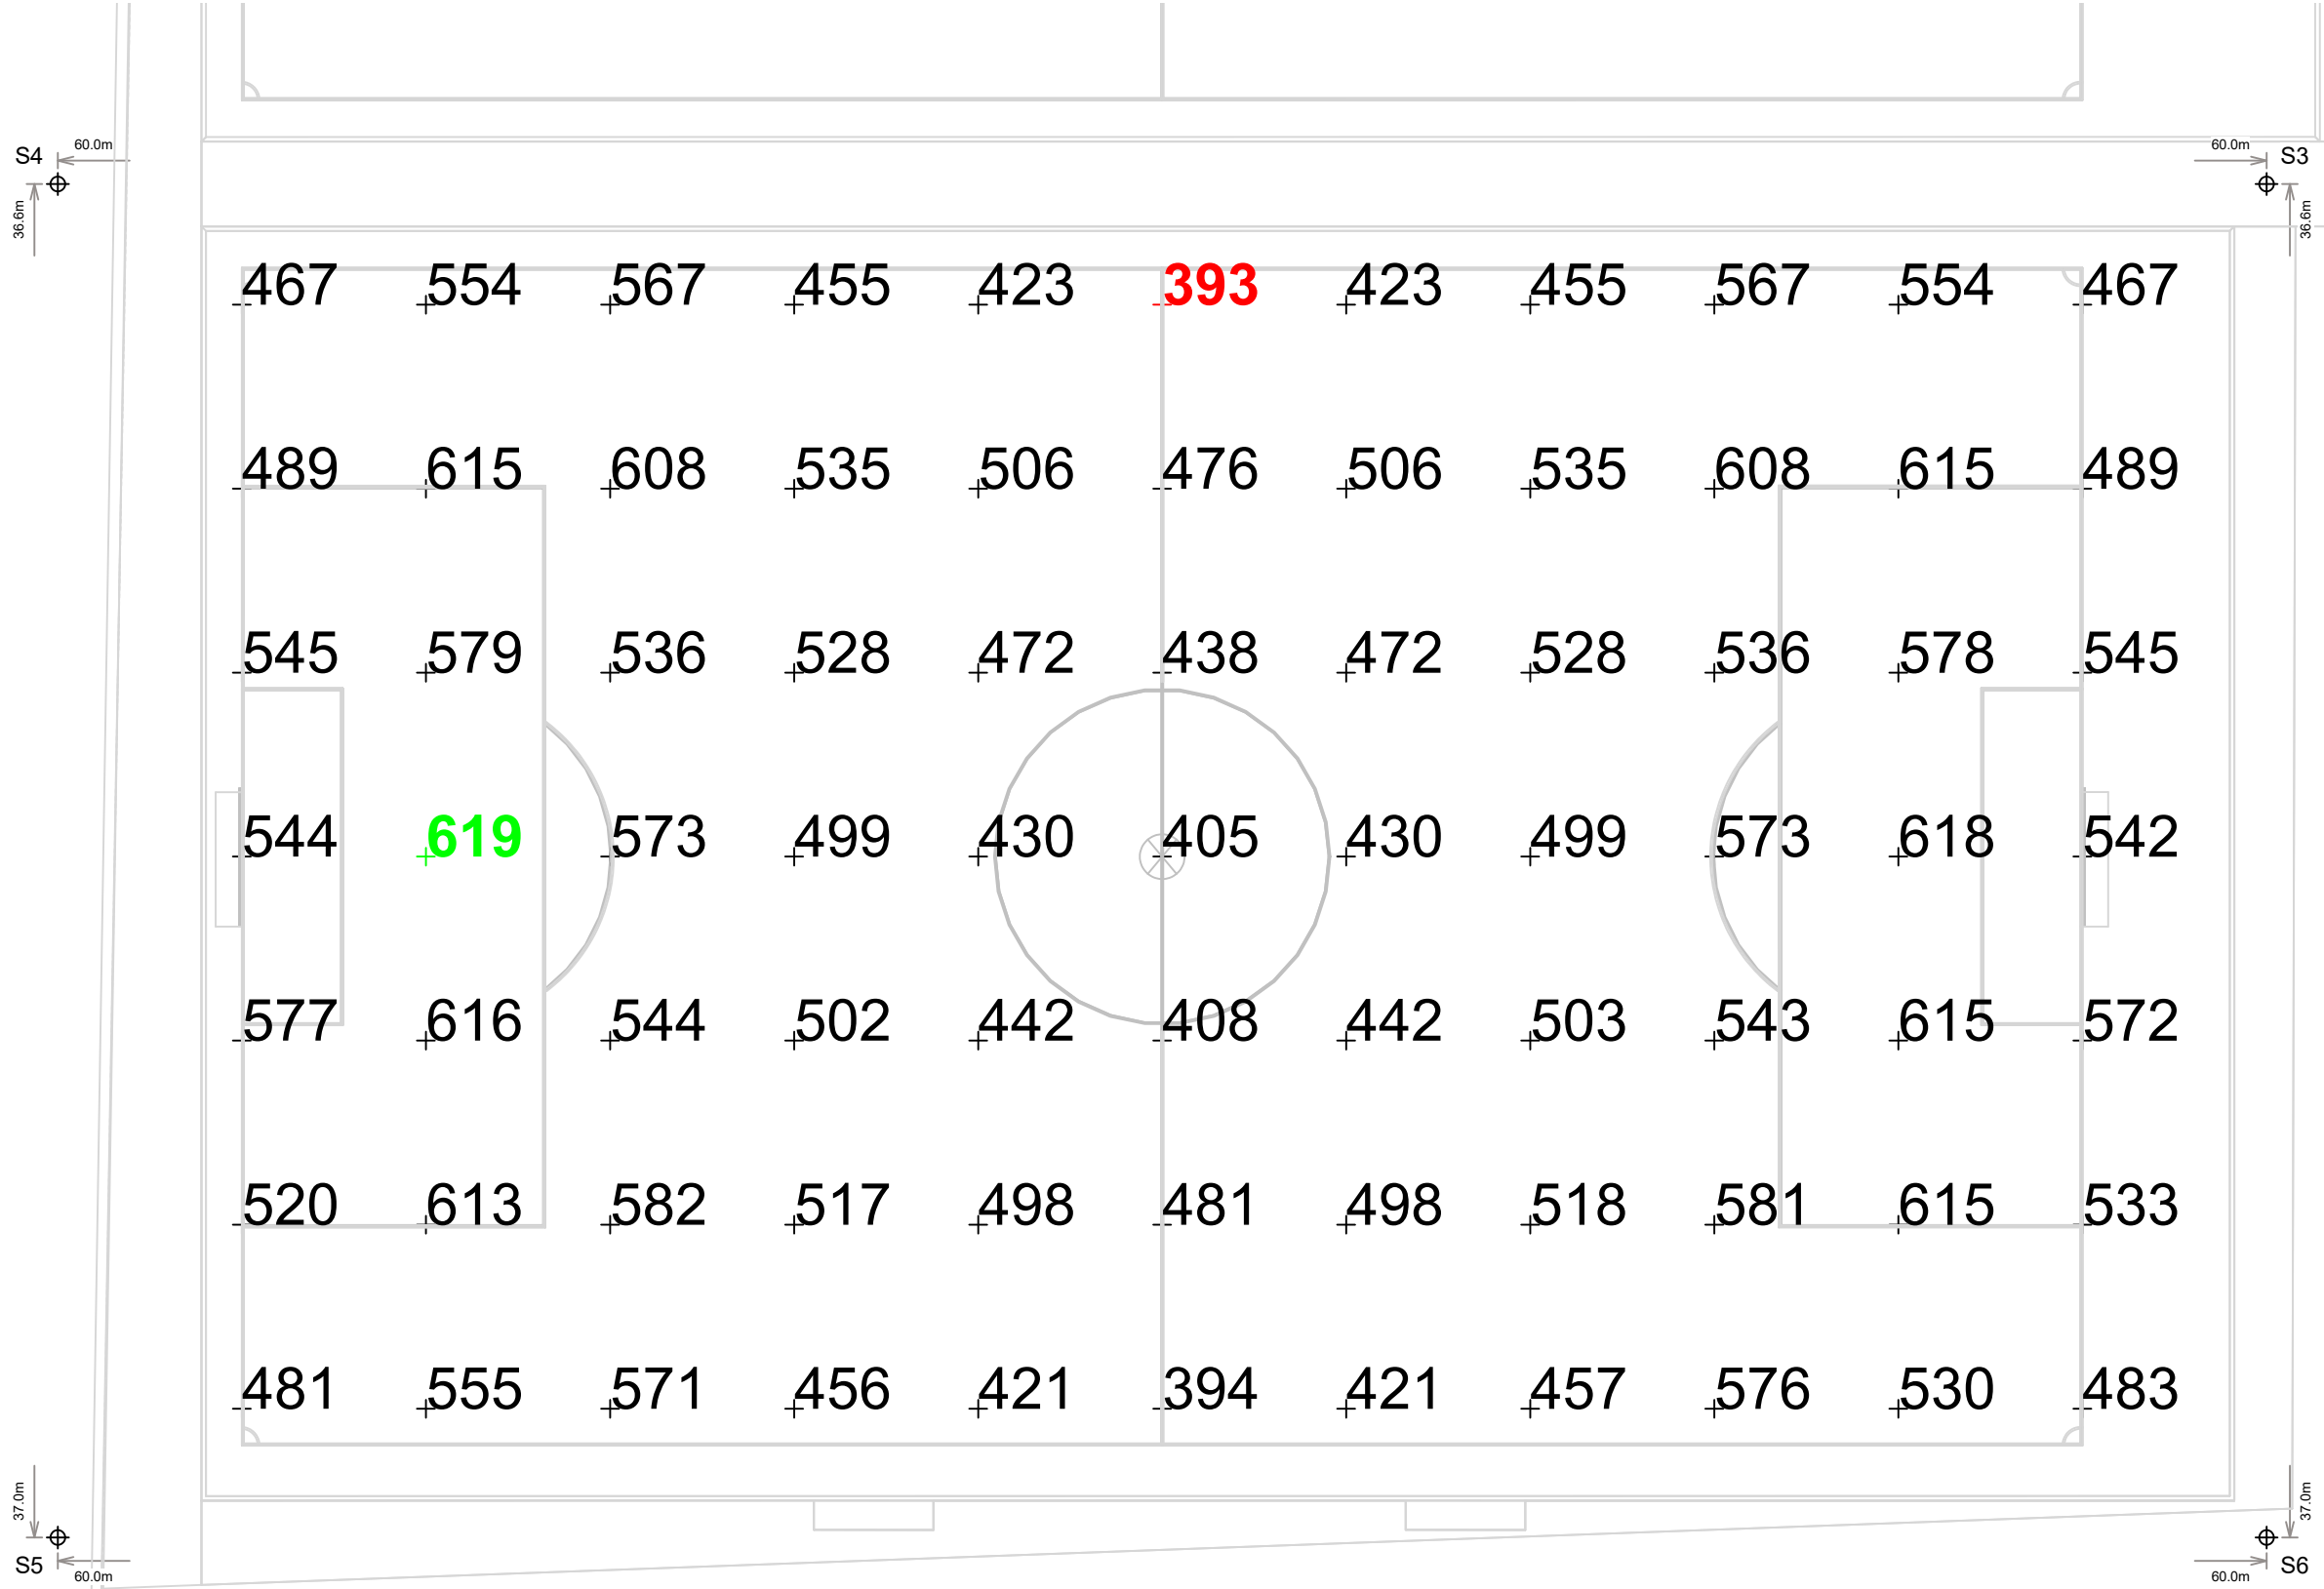 S4 60.0m 60.0m S3
36.6m 36.6m
467 554 567 455 423 393 423 455 567 554 467
489 615 608 535 506 476 506 535 608 615 489
545 579 536 528 472 438 472 528 536 578 545
544 619 573 499 430 405 430 499 573 618 542
577 616 544 502 442 408 442 503 543 615 572
520 613 582 517 498 481 498 518 581 615 533
481 555 571 456 421 394 421 457 576 530 483
37.0m 37.0m
S5 60.0m 60.0m S6